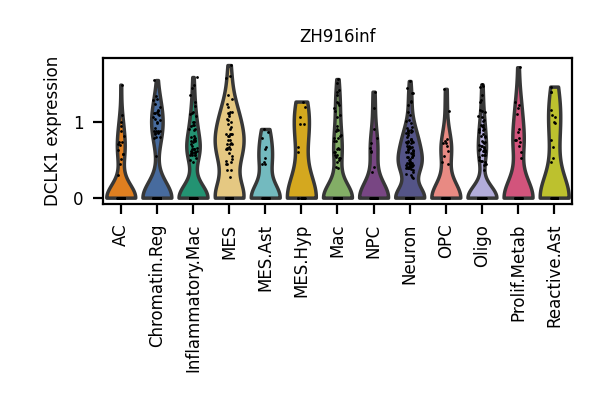 ZH916inf
DCLK1 expression
1
0
AC
Chromatin.Reg
Inflammatory.Mac
MES
MES.Ast
MES.Hyp
Mac
NPC
Neuron
OPC
Oligo
Prolif.Metab
Reactive.Ast